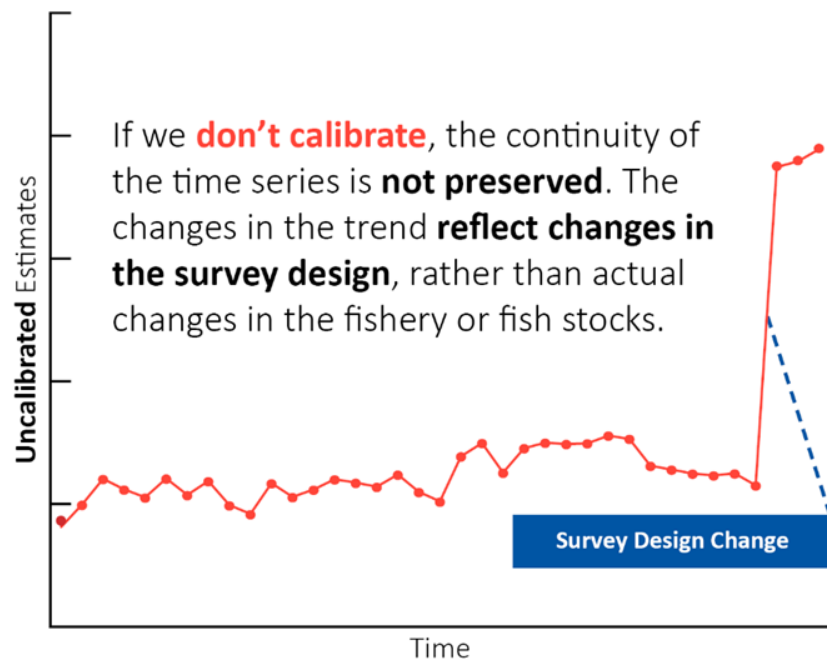 If we don’t calibrate, the continuity of
the time series is not preserved. The
changes in the trend reflect changes in
the survey design, rather than actual
changes in the fishery or fish stocks.
Uncalibrated Estimates
Survey Design Change
Time